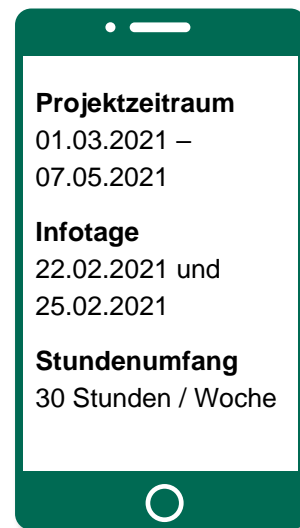 Projektzeitraum
01.03.2021 –
07.05.2021
Infotage
22.02.2021 und
25.02.2021
Stundenumfang
30 Stunden / Woche